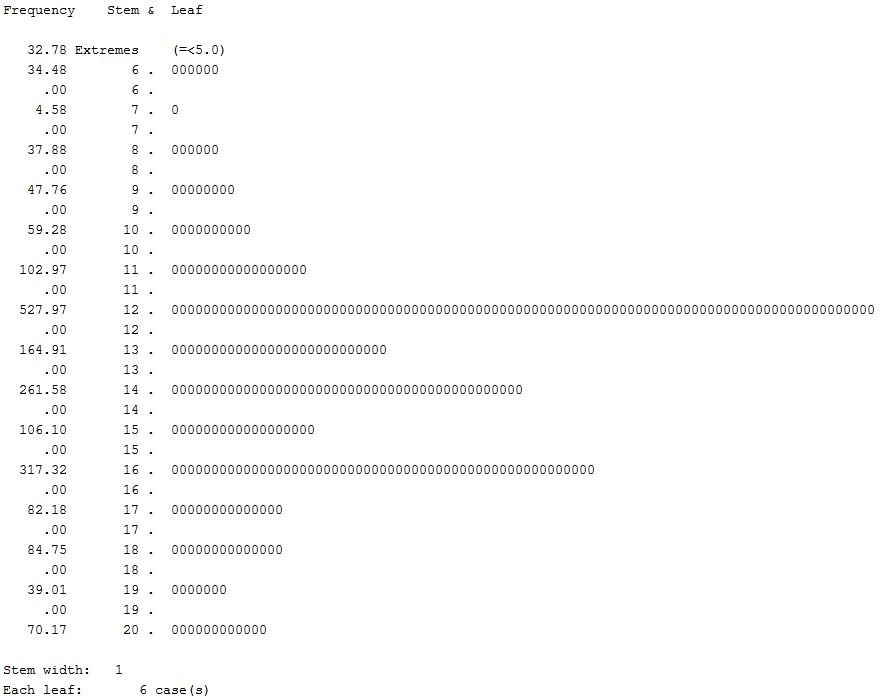 Frequency    Stem &  Leaf
32.78 Extremes    (=<5.0)
34.48        6 .  000000
.00        6 .
4.58        7 .  0
.00        7 .
37.88        8 .  000000
.00        8 .
47.76        9 .  00000000
.00        9 .
59.28       10 .  0000000000
.00       10 .
102.97       11 .  00000000000000000
.00       11 .
527.97       12 .  0000000000000000000000000000000000000000000000000000000000000000000000000000000000000000
.00       12 .
164.91       13 .  000000000000000000000000000
.00       13 .
261.58       14 .  00000000000000000000000000000000000000000000
.00       14 .
106.10       15 .  000000000000000000
.00       15 .
317.32       16 .  00000000000000000000000000000000000000000000000000000
.00       16 .
82.18       17 .  00000000000000
.00       17 .
84.75       18 .  00000000000000
.00       18 .
39.01       19 .  0000000
.00       19 .
70.17       20 .  000000000000
Stem width:   1
Each leaf:       6 case(s)